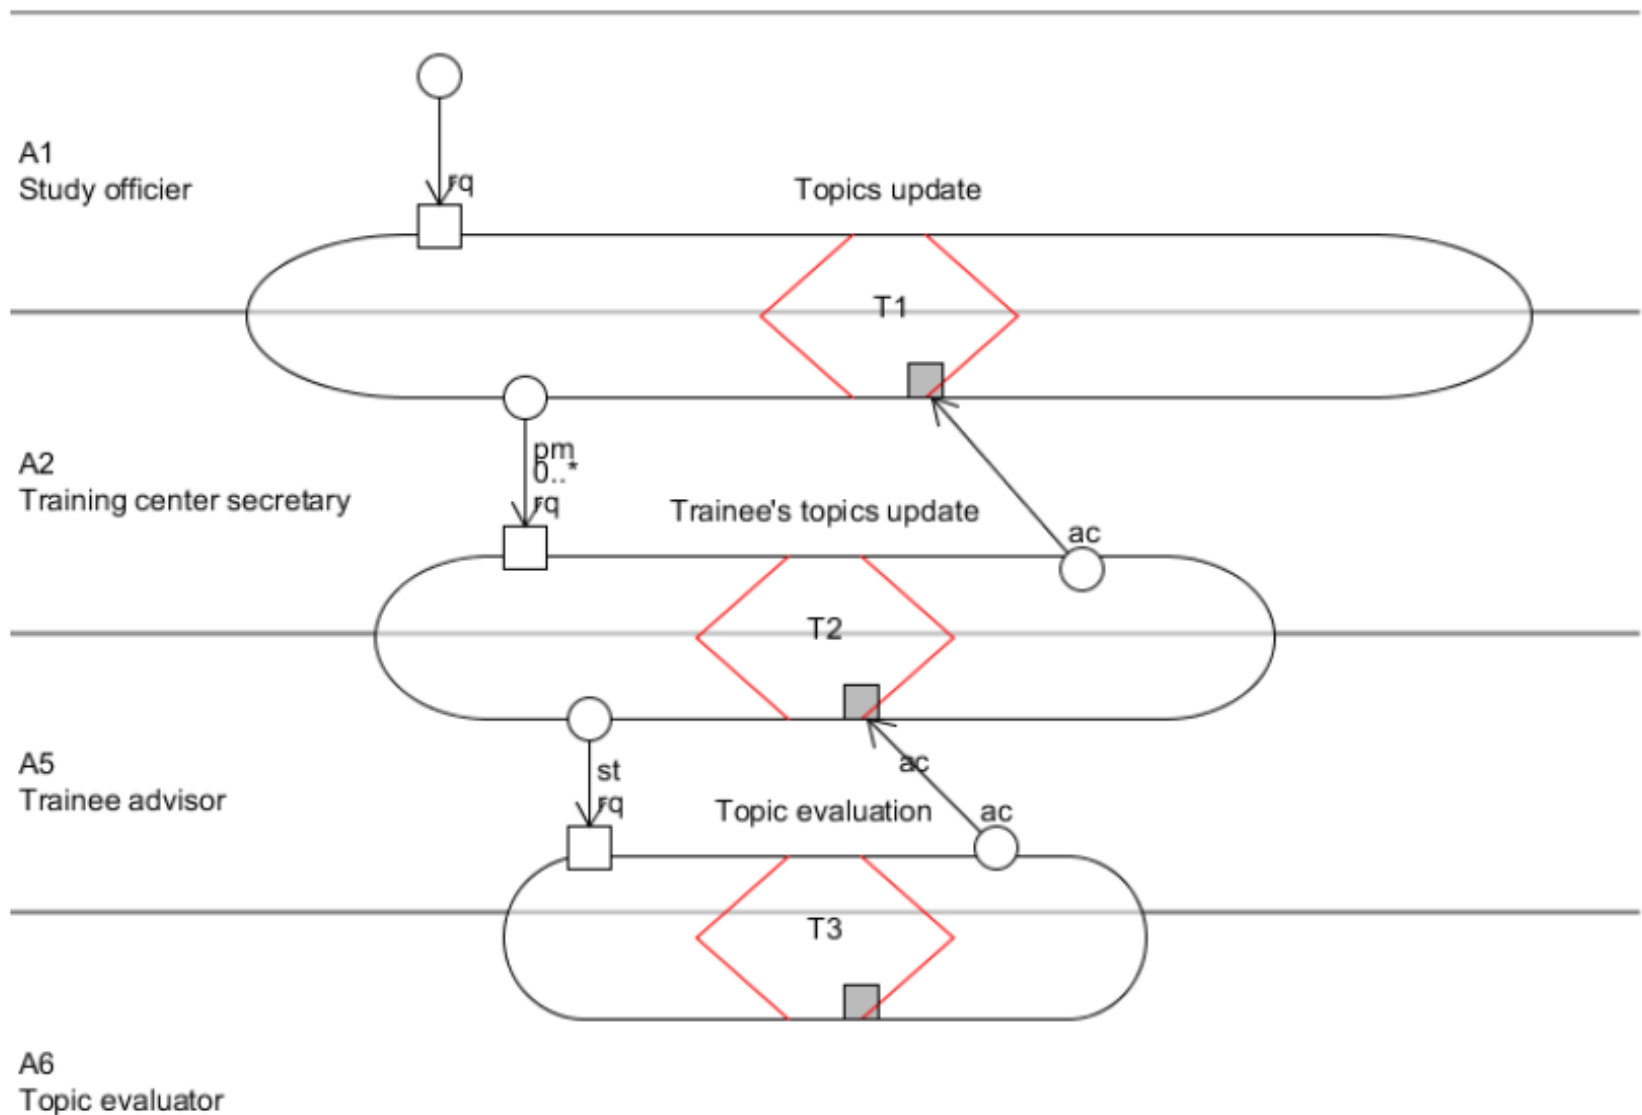 A1
Study officier
rq
Topics update
T1
A2
Training center secretary
pm
0..*
rq
Trainee's topics update
ac
T2
A5
Trainee advisor
st
rq
ac
Topic evaluation
ac
T3
A6
Topic evaluator